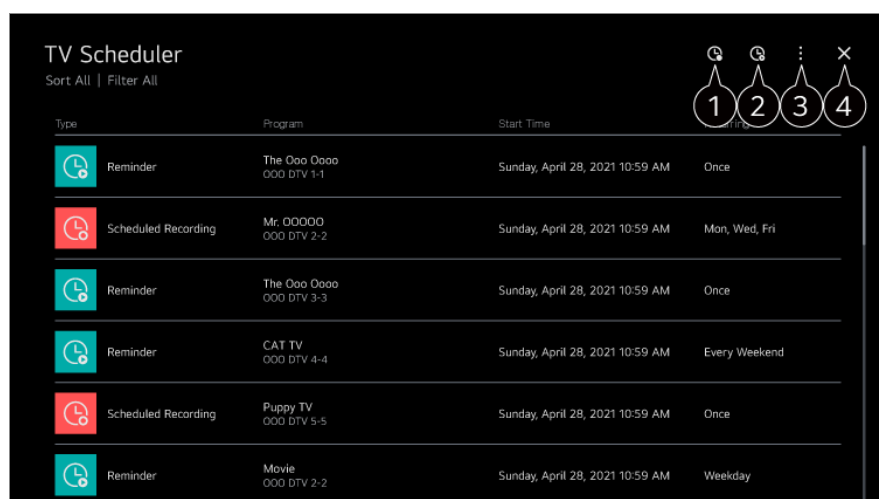 TV Scheduler
Sort All | Filter All
1 2 3 4
Type Program Start Time
Reminder The Ooo Oooo Sunday, April 28, 2021 10:59 AM Once
OOO DTV 1-1
Scheduled Recording Mr. OOOOO Sunday, April 28, 2021 10:59 AM Mon, Wed, Fri
OOO DTV 2-2
Reminder The Ooo Oooo Sunday, April 28, 2021 10:59 AM Once
OOO DTV 3-3
Reminder CAT TV Sunday, April 28, 2021 10:59 AM Every Weekend
OOO DTV 4-4
Scheduled Recording Puppy TV Sunday, April 28, 2021 10:59 AM Once
OOO DTV 5-5
Reminder Movie Sunday, April 28, 2021 10:59 AM Weekday
OOO DTV 2-2